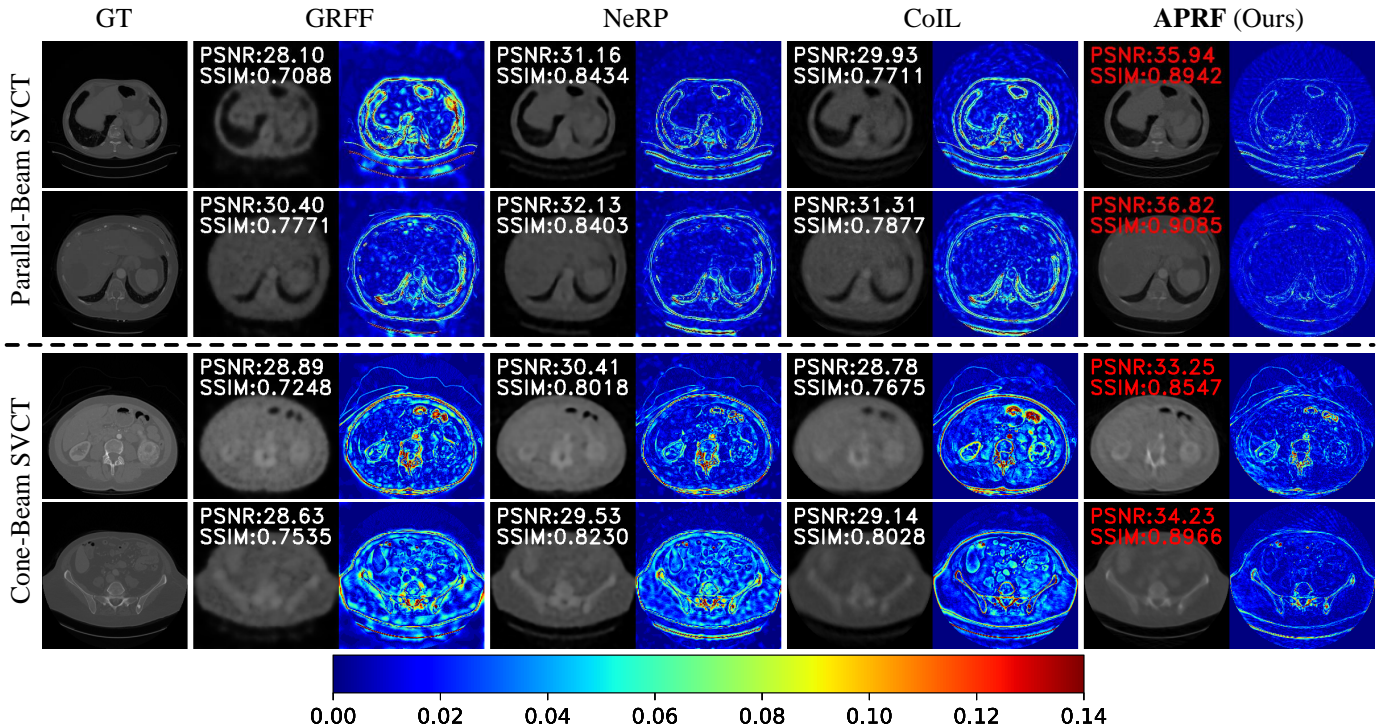 GT GRFF NeRP CoIL APRF (Ours)
Parallel-Beam SVCT
PSNR:28.10 PSNR:31.16 PSNR:29.93 PSNR:35.94
SSIM:0.7088 SSIM:0.8434 SSIM:0.7711 SSIM:0.8942
PSNR:30.40 PSNR:32.13 PSNR:31.31 PSNR:36.82
SSIM:0.7771 SSIM:0.8403 SSIM:0.7877 SSIM:0.9085
Cone-Beam SVCT
PSNR:28.89 PSNR:30.41 PSNR:28.78 PSNR:33.25
SSIM:0.7248 SSIM:0.8018 SSIM:0.7675 SSIM:0.8547
PSNR:28.63 PSNR:29.53 PSNR:29.14 PSNR:34.23
SSIM:0.7535 SSIM:0.8230 SSIM:0.8028 SSIM:0.8966
0.00 0.02 0.04 0.06 0.08 0.10 0.12 0.14